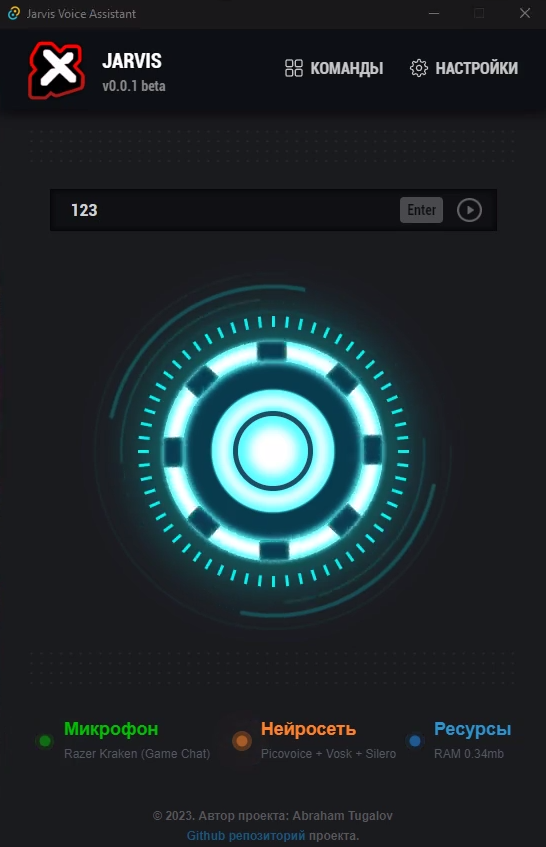 Jarvis Voice Assistant
JARVIS
v0.0.1 beta
КОМАНДЫ
НАСТРОЙКИ
123
Enter
Микрофон
Razer Kraken (Game Chat)
Нейросеть
Picovoice + Vosk + Silero
Ресурсы
RAM 0.34mb
© 2023. Автор проекта: Abraham Tugalov
Github репозиторий проекта.